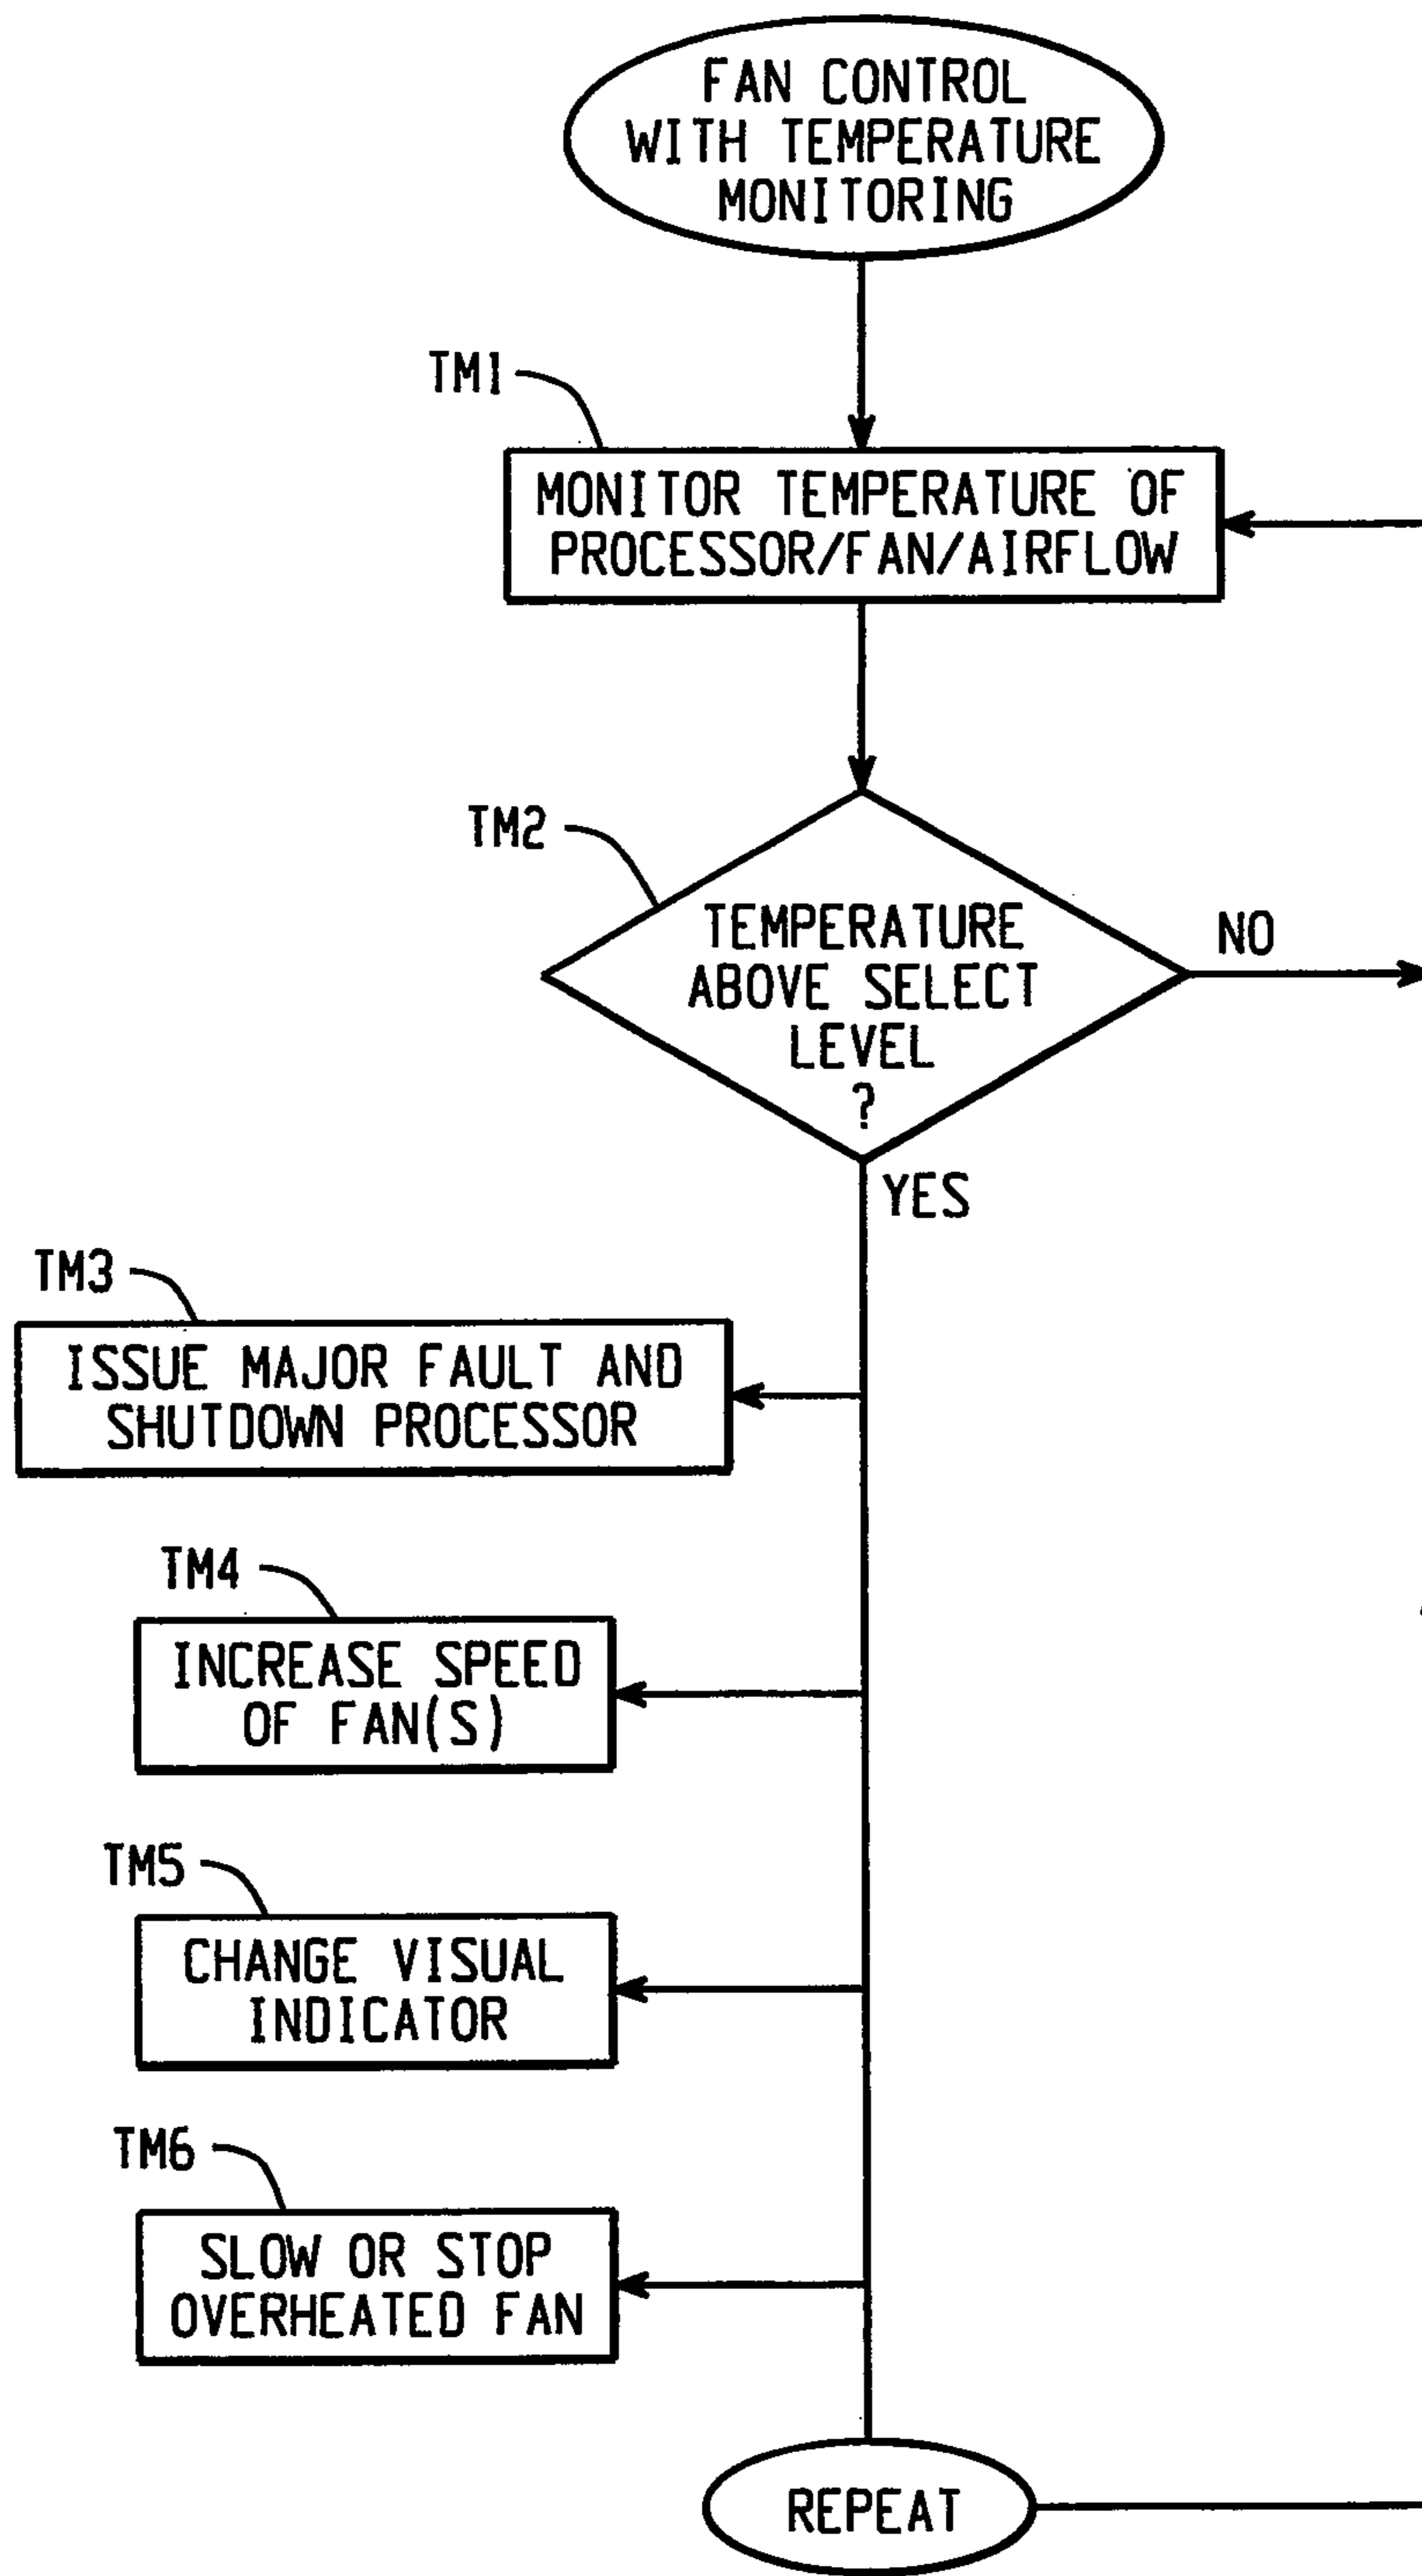 FAN CONTROL
WITH TEMPERATURE
MONITORING
TM1
MONITOR TEMPERATURE OF
PROCESSOR/FAN/AIRFLOW
TM2
TEMPERATURE
ABOVE SELECT
LEVEL
?
NO
YES
TM3
ISSUE MAJOR FAULT AND
SHUTDOWN PROCESSOR
TM4
INCREASE SPEED
OF FAN(S)
TM5
CHANGE VISUAL
INDICATOR
TM6
SLOW OR STOP
OVERHEATED FAN
REPEAT